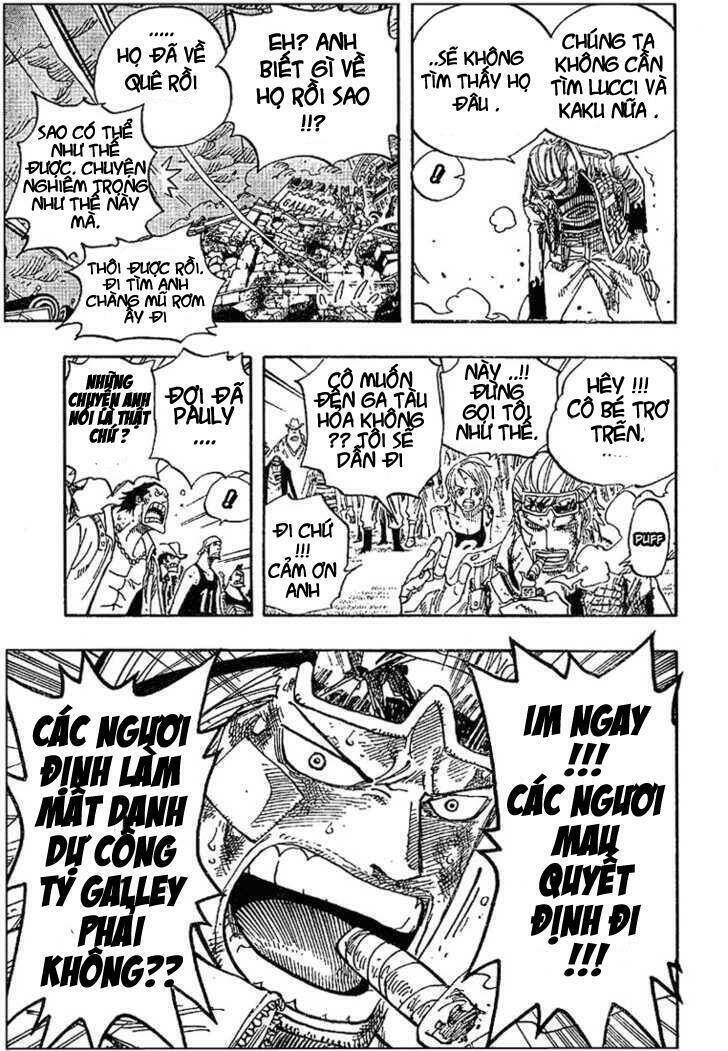 CHÚNG TA
KHÔNG CẦN
TÌM LUCCI VÀ
KAKU NỮA .
..SẼ KHÔNG
TÌM THẤY HỌ
ĐÂU .
!
EH? ANH
BIẾT GÌ VỀ
HỌ RỒI SAO
!!?
.....
HỌ ĐÃ VỀ
QUÊ RỒI
SAO CÓ THỂ
NHƯ THẾ
ĐƯỢC. CHUYỆN
NGHIÊM TRỌNG
NHƯ THẾ NÀY
MÀ.
THÔI ĐƯỢC RỒI.
ĐI TÌM ANH
CHÀNG MŨ RƠM
ẤY ĐI
HÊY !!!
CÔ BÉ TRƠ
TRẼN.
....
NÀY ..!!
ĐỪNG
GỌI TÔI
NHƯ THẾ.
PUFF
CÔ MUỐN
ĐẾN GA TÀU
HỎA KHÔNG
?? TÔI SẼ
DẪN ĐI
ĐI CHỨ
!!!
CẢM ƠN
ANH
ĐỢI ĐÃ
PAULY
....
!
NHỮNG
CHUYỆN ANH
NÓI LÀ THẬT
CHỨ ?
IM NGAY
!!!
CÁC NGƯƠI
MAU
QUYẾT
ĐỊNH ĐI
!!!
CÁC NGƯƠI
ĐỊNH LÀM
MẤT DANH
DỰ CÔNG
TY GALLEY
PHẢI
KHÔNG??